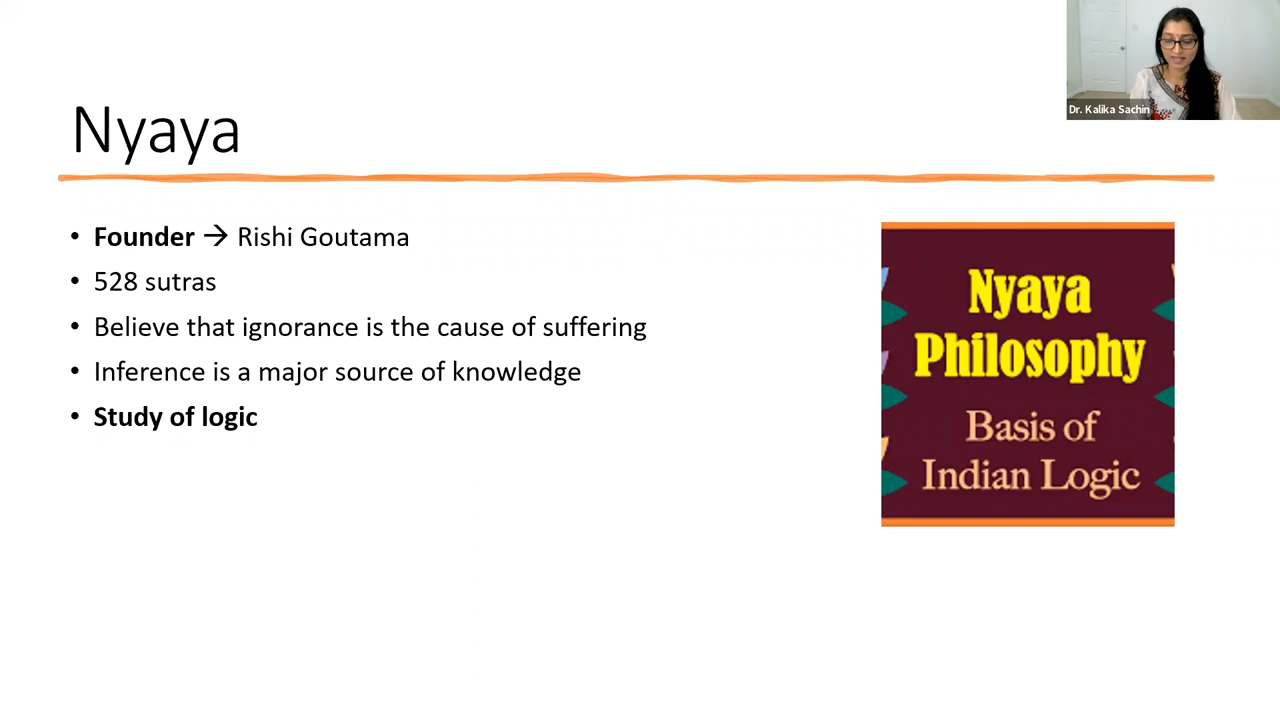 Dr. Kalika Sachin
Nyaya
• Founder → Rishi Goutama
• 528 sutras
• Believe that ignorance is the cause of suffering
• Inference is a major source of knowledge
• Study of logic
Nyaya
Philosophy
Basis of
Indian Logic